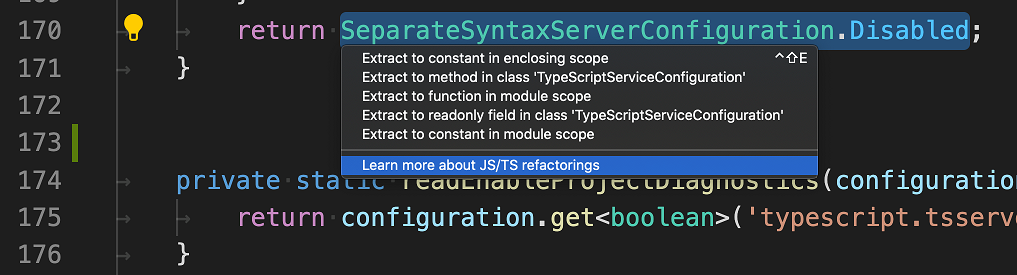 170 return SeparateSyntaxServerConfiguration.Disabled;
Extract to constant in enclosing scope ^⇧E
171 }
Extract to method in class 'TypeScriptServiceConfiguration'
172
Extract to function in module scope
Extract to readonly field in class 'TypeScriptServiceConfiguration'
173
Extract to constant in module scope
Learn more about JS/TS refactorings
174 private static readEnableProjectDiagnostics(configuration
175 return configuration.get<boolean>('typescript.tsserve
176 }